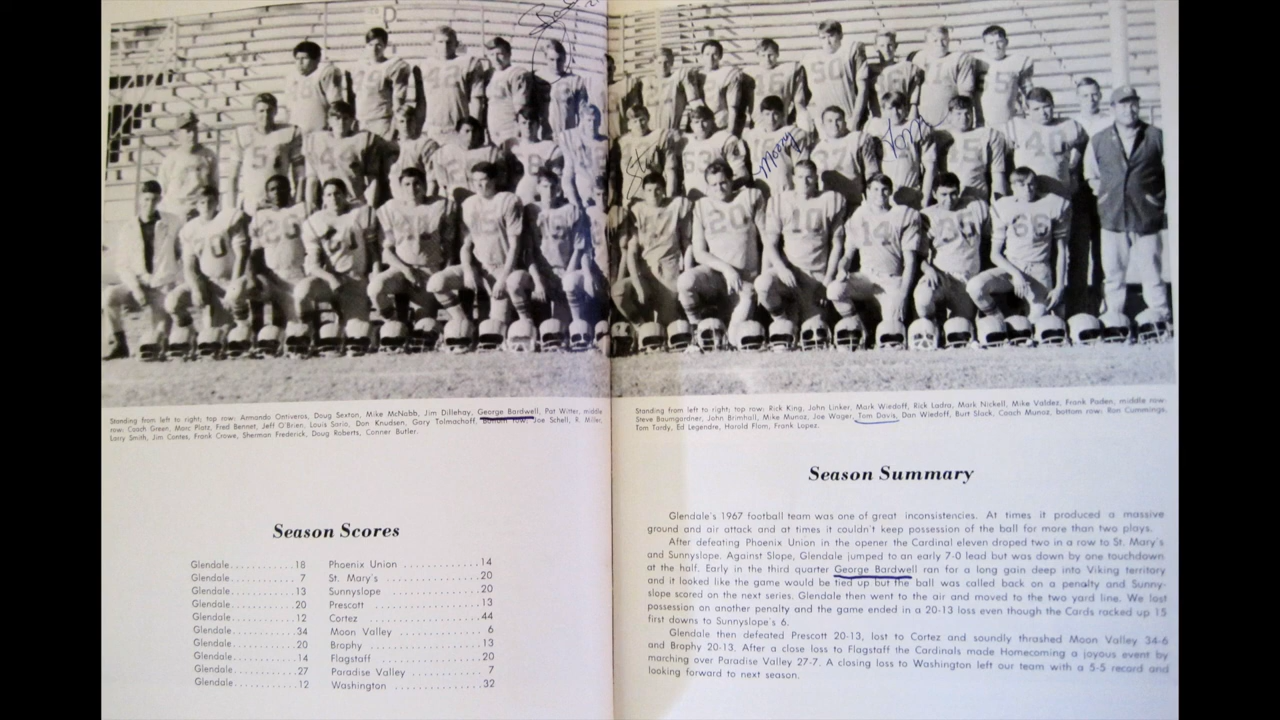 Standing from left to right; top row: Armando Ontiveros, Doug Sexton, Mike McNabb, Jim Dillehay, George Bardwell, Pat Witter, middle
row: Coach Green, Marc Platz, Fred Bennet, Jeff O'Brien, Louis Sario, Dan Knudsen, Gary Talmachoff, Bottom row: Joe Schell, R. Miller,
Larry Smith, Jim Contes, Frank Crowe, Sherman Frederick, Doug Roberts, Conner Butler.
Season Scores
Glendale..............18 Phoenix Union ..............14
Glendale.............. 7 St. Mary's ..............20
Glendale..............13 Sunnyslope ..............20
Glendale..............20 Prescott ..............13
Glendale..............12 Cortez ..............44
Glendale..............34 Moon Valley .............. 6
Glendale..............20 Brophy ..............13
Glendale..............14 Flagstaff ..............20
Glendale..............27 Paradise Valley .............. 7
Glendale..............12 Washington ..............32
Moony
Standing from left to right; top row: Rick King, John Linker, Mark Wiedoff, Rick Ladra, Mark Nickell, Mike Valdez, Frank Paden, middle row:
Steve Baumgardner, John Brimhall, Mike Munoz, Joe Wager, Tom Davis, Dan Wiedoff, Burt Slack, Coach Munoz, bottom row: Ron Cummings,
Tom Tardy, Ed Legendre, Harold Flom, Frank Lopez.
Season Summary
Glendale's 1967 football team was one of great inconsistencies. At times it produced a massive
ground and air attack and at times it couldn't keep possession of the ball for more than two plays.
After defeating Phoenix Union in the opener the Cardinal eleven droped two in a row to St. Mary's
and Sunnyslope. Against Slope, Glendale jumped to an early 7-0 lead but was down by one touchdown
at the half. Early in the third quarter George Bardwell ran for a long gain deep into Viking territory
and it looked like the game would be tied up but the ball was called back on a penalty and Sunny-
slope scored on the next series. Glendale then went to the air and moved to the two yard line. We lost
possession on another penalty and the game ended in a 20-13 loss even though the Cards racked up 15
first downs to Sunnyslope's 6.
Glendale then defeated Prescott 20-13, lost to Cortez and soundly thrashed Moon Valley 34-6
and Brophy 20-13. After a close loss to Flagstaff the Cardinals made Homecoming a joyous event by
marching over Paradise Valley 27-7. A closing loss to Washington left our team with a 5-5 record and
looking forward to next season.